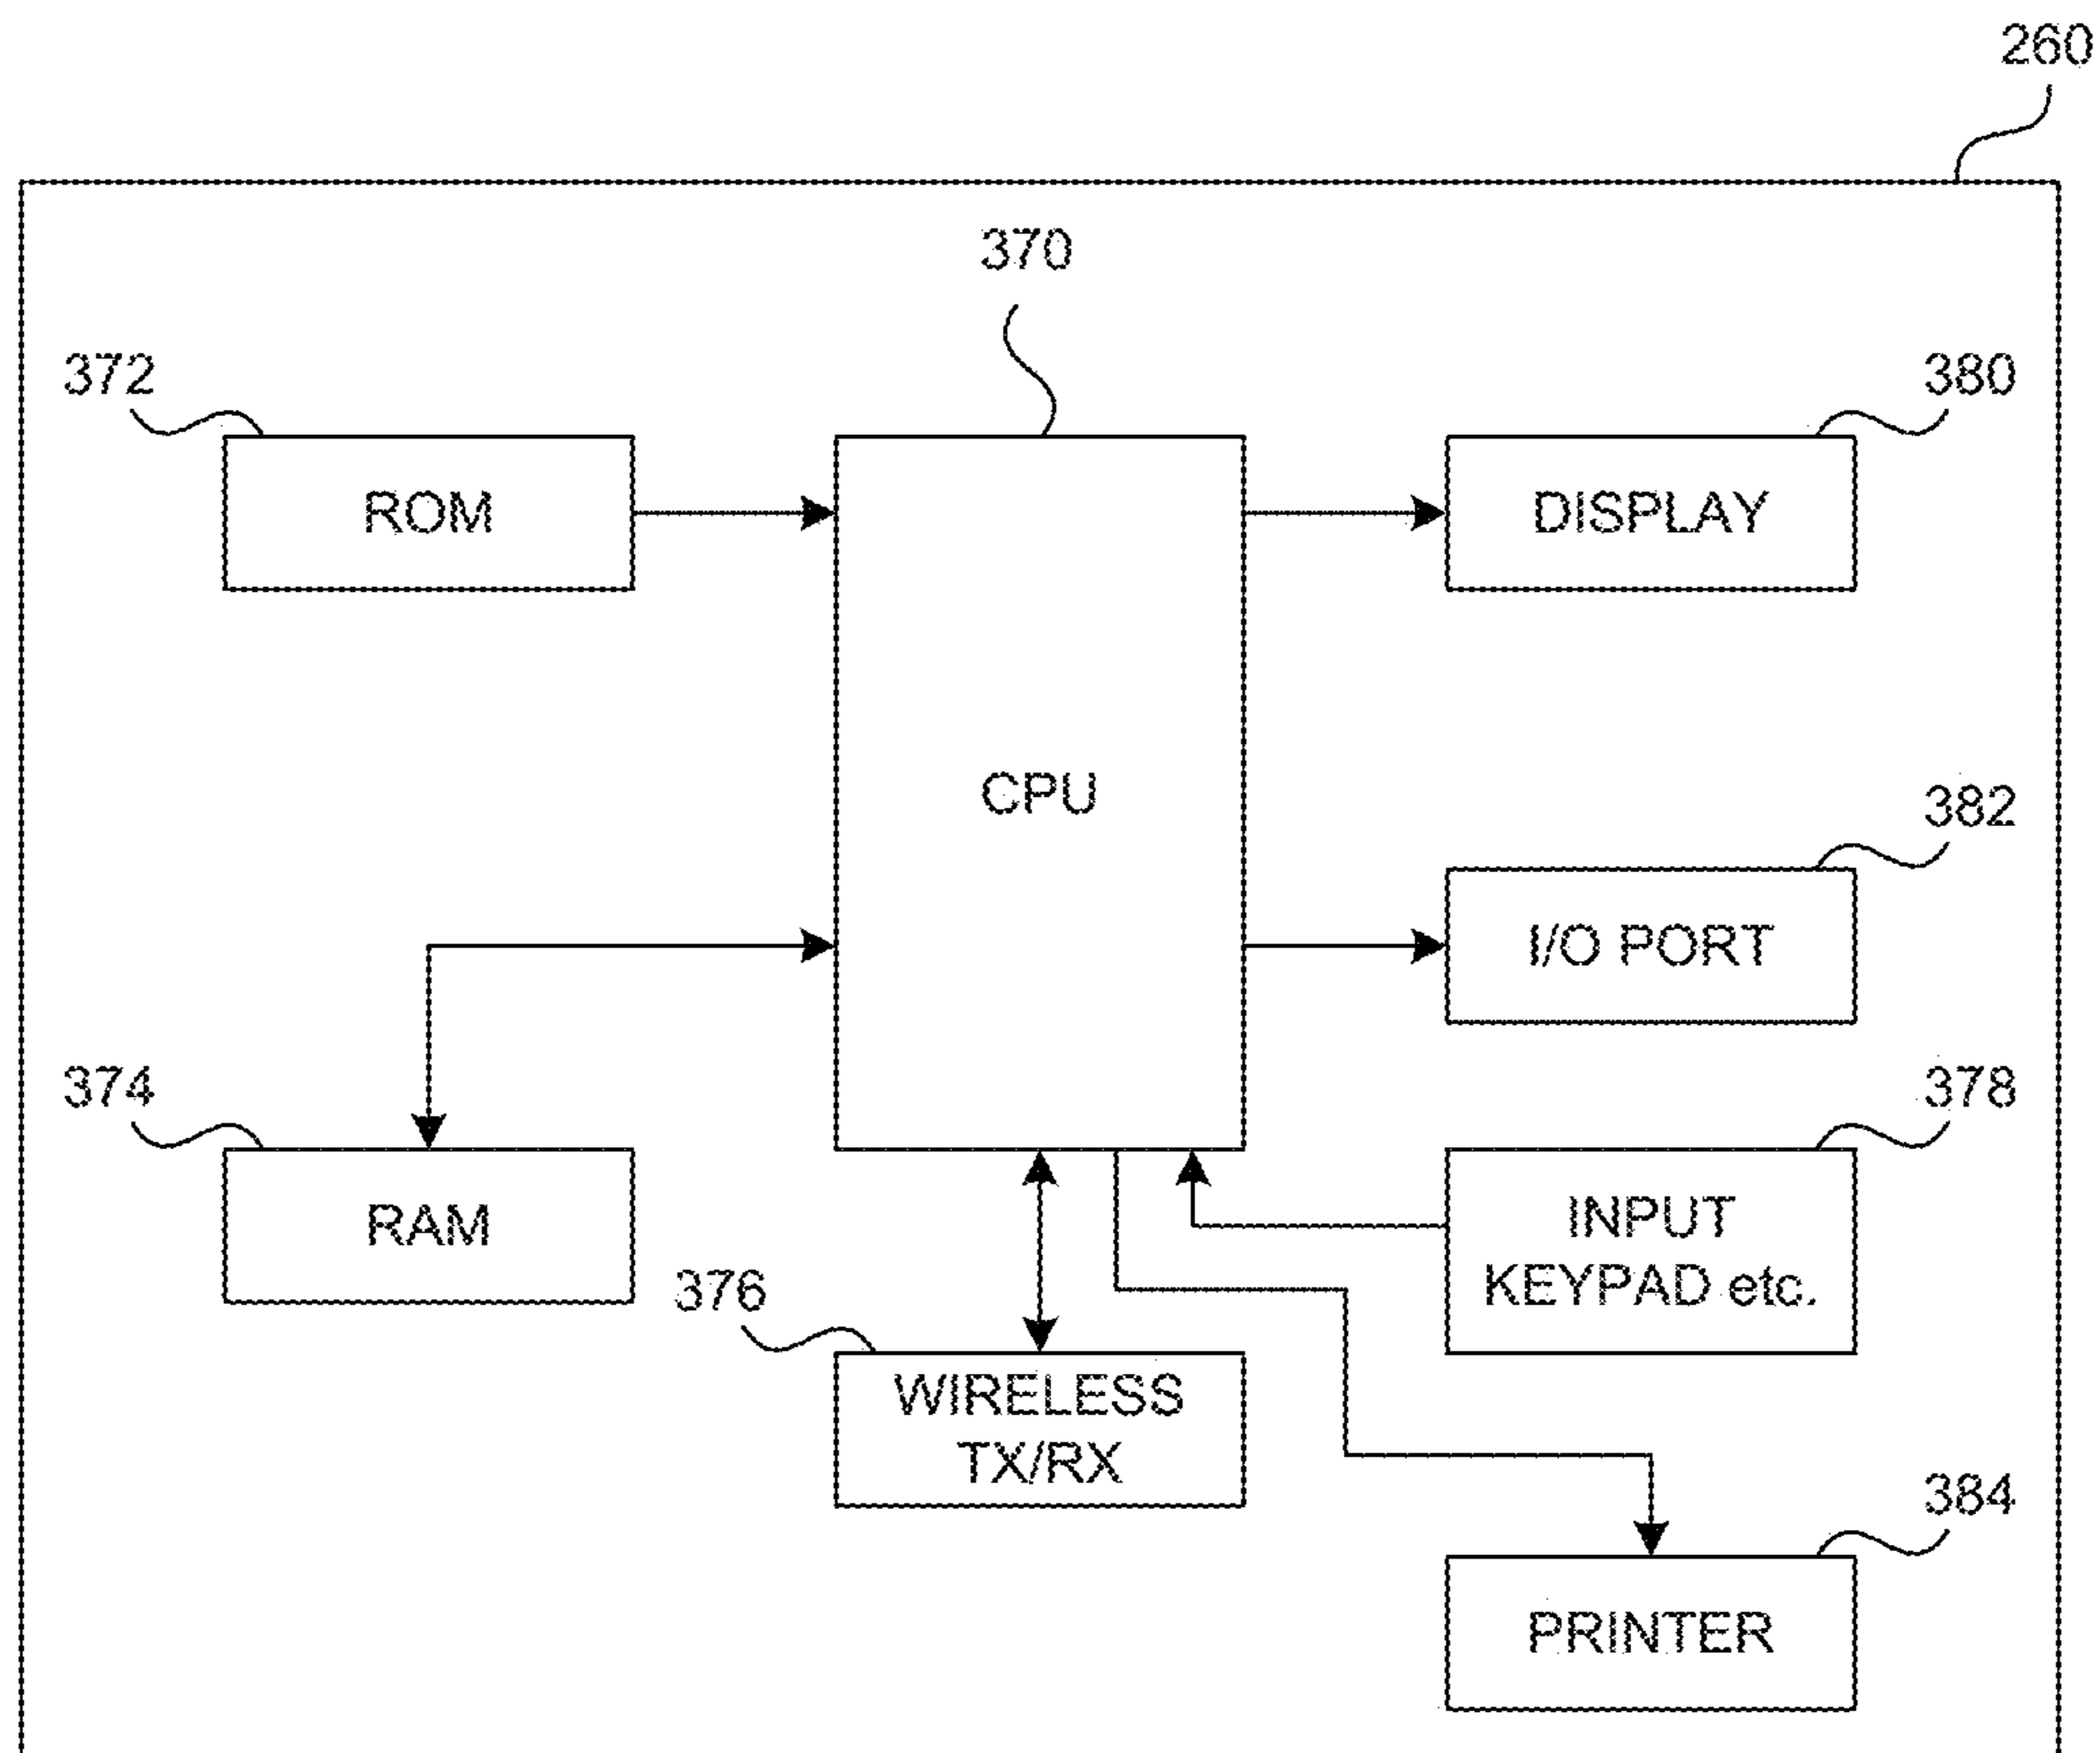 260
370
372
380
ROM
DISPLAY
CPU
382
I/O PORT
374
378
RAM
INPUT
KEYPAD etc.
376
WIRELESS
TX/RX
384
PRINTER